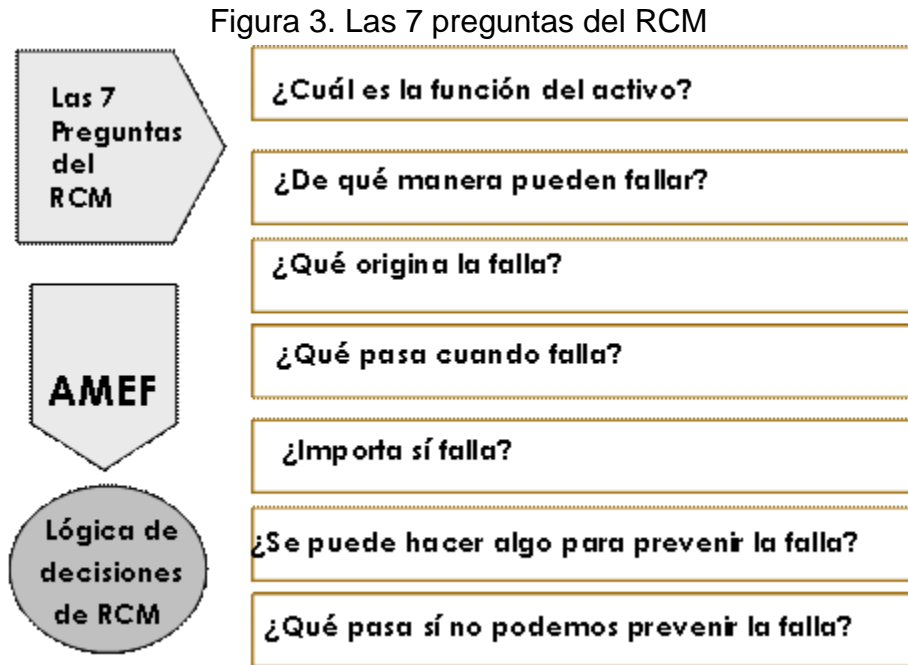 Figura 3. Las 7 preguntas del RCM
Las 7
Preguntas
del
RCM
¿Cuál es la función del activo?
¿De qué manera pueden fallar?
¿Qué origina la falla?
AMEF
¿Qué pasa cuando falla?
¿Importa sí falla?
Lógica de
decisiones
de RCM
¿Se puede hacer algo para prevenir la falla?
¿Qué pasa sí no podemos prevenir la falla?